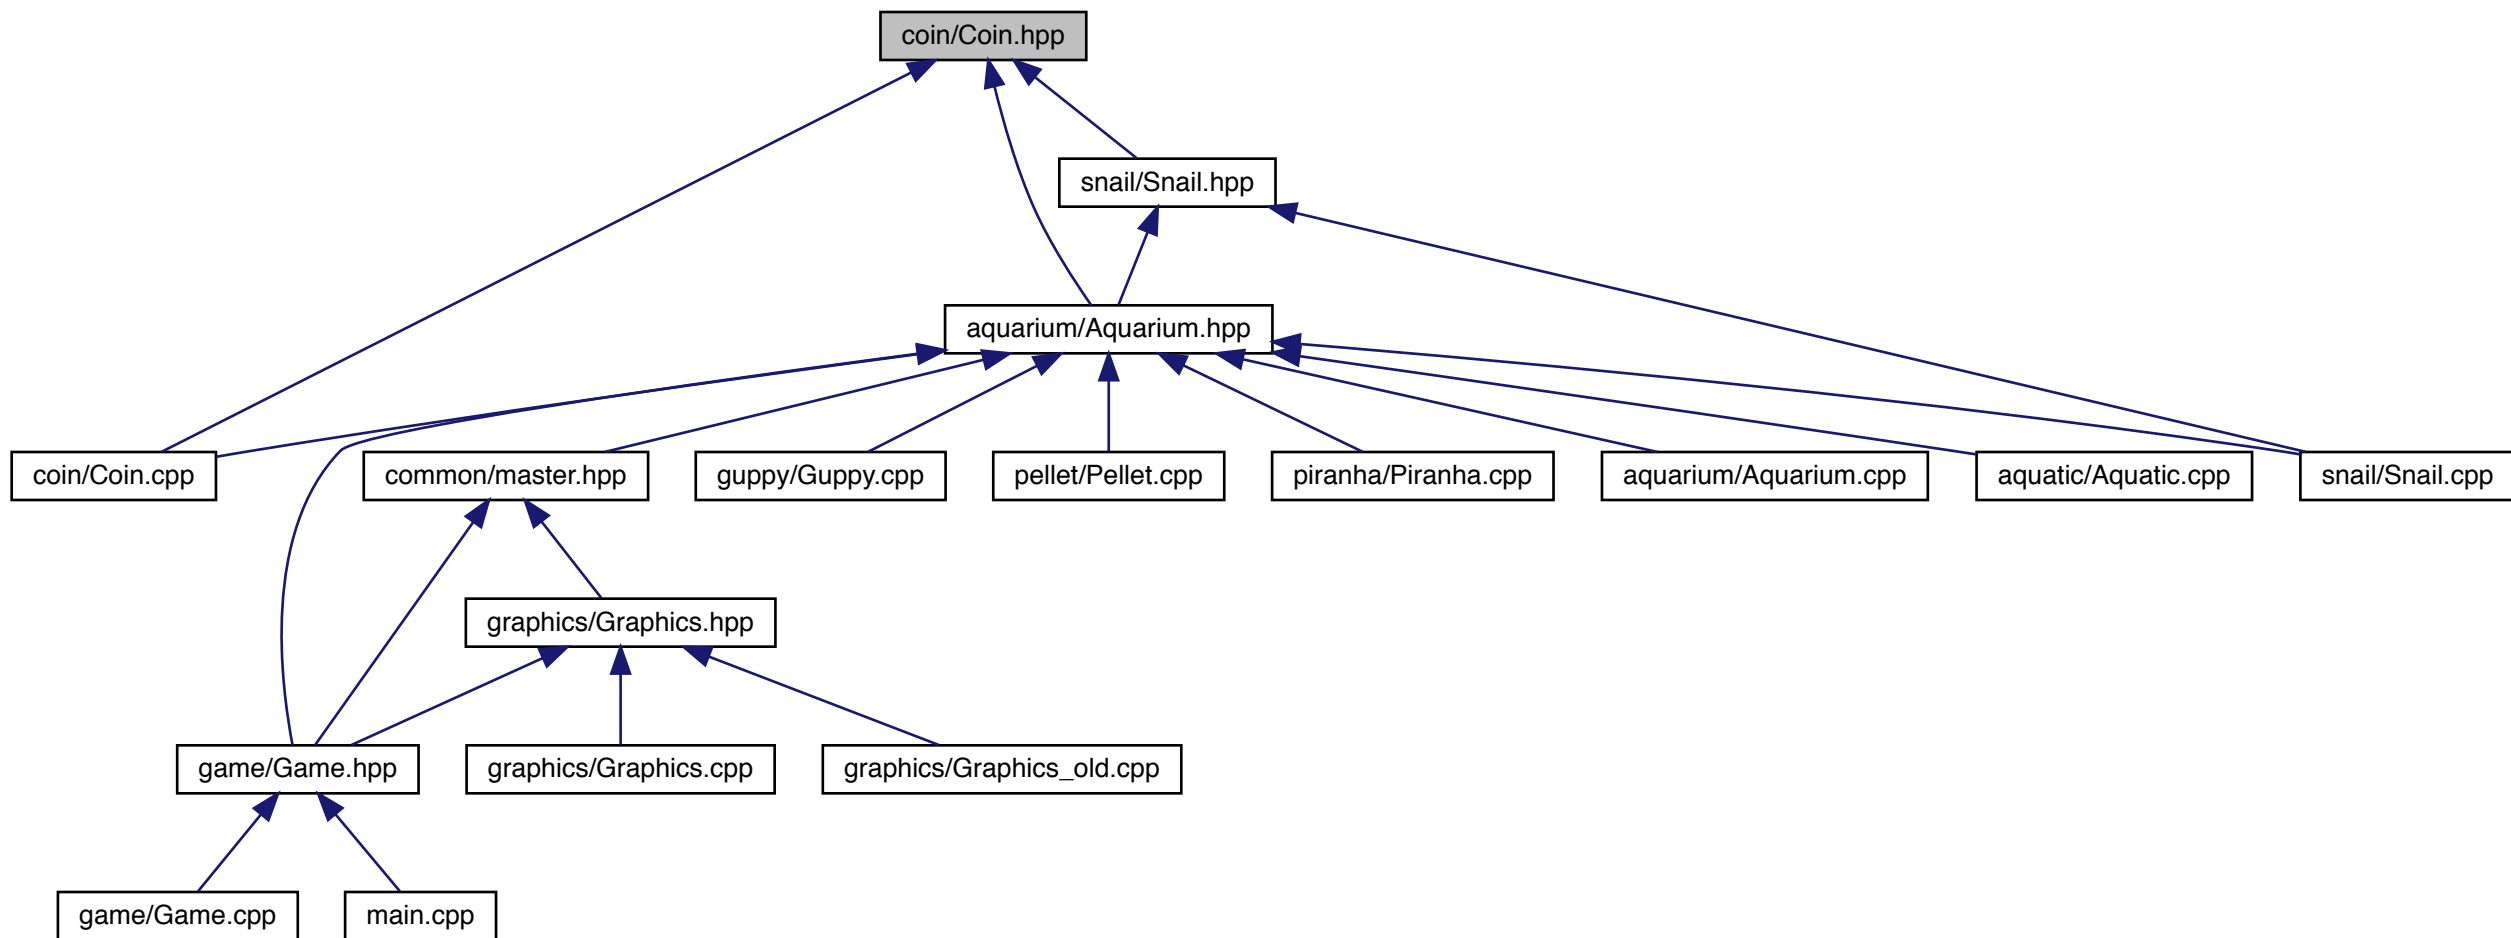 coin/Coin.hpp
snail/Snail.hpp
aquarium/Aquarium.hpp
coin/Coin.cpp
common/master.hpp
guppy/Guppy.cpp
pellet/Pellet.cpp
piranha/Piranha.cpp
aquarium/Aquarium.cpp
aquatic/Aquatic.cpp
snail/Snail.cpp
graphics/Graphics.hpp
game/Game.hpp
graphics/Graphics.cpp
graphics/Graphics_old.cpp
game/Game.cpp
main.cpp